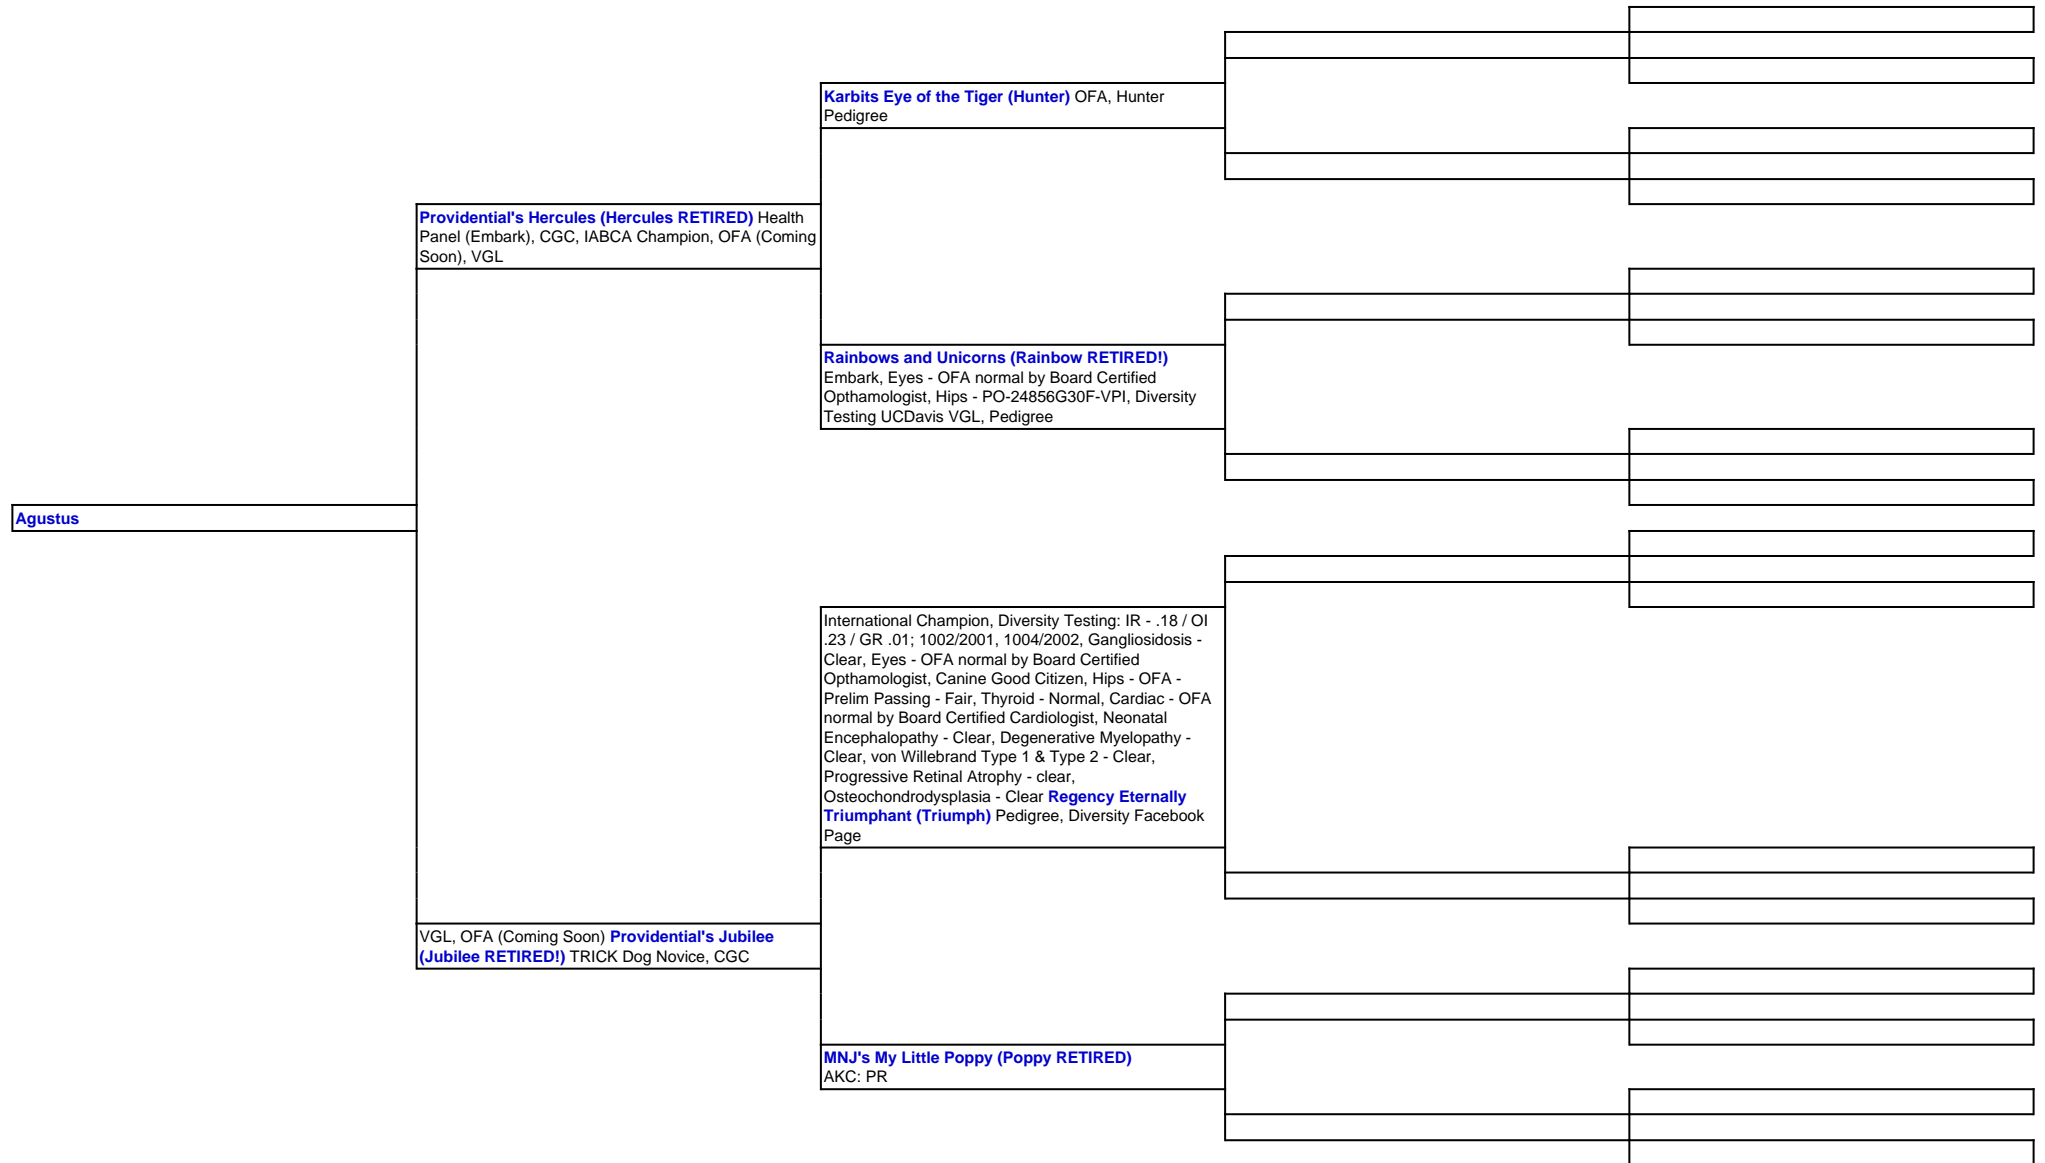 Karbits Eye of the Tiger (Hunter) OFA, Hunter
Pedigree
Providential's Hercules (Hercules RETIRED) Health
Panel (Embark), CGC, IABCA Champion, OFA (Coming
Soon), VGL
Rainbows and Unicorns (Rainbow RETIRED!)
Embark, Eyes - OFA normal by Board Certified
Opthamologist, Hips - PO-24856G30F-VPI, Diversity
Testing UCDavis VGL, Pedigree
Agustus
International Champion, Diversity Testing: IR - .18 / OI
.23 / GR .01; 1002/2001, 1004/2002, Gangliosidosis -
Clear, Eyes - OFA normal by Board Certified
Opthamologist, Canine Good Citizen, Hips - OFA -
Prelim Passing - Fair, Thyroid - Normal, Cardiac - OFA
normal by Board Certified Cardiologist, Neonatal
Encephalopathy - Clear, Degenerative Myelopathy -
Clear, von Willebrand Type 1 & Type 2 - Clear,
Progressive Retinal Atrophy - clear,
Osteochondrodysplasia - Clear Regency Eternally
Triumphant (Triumph) Pedigree, Diversity Facebook
Page
VGL, OFA (Coming Soon) Providential's Jubilee
(Jubilee RETIRED!) TRICK Dog Novice, CGC
MNJ's My Little Poppy (Poppy RETIRED)
AKC: PR